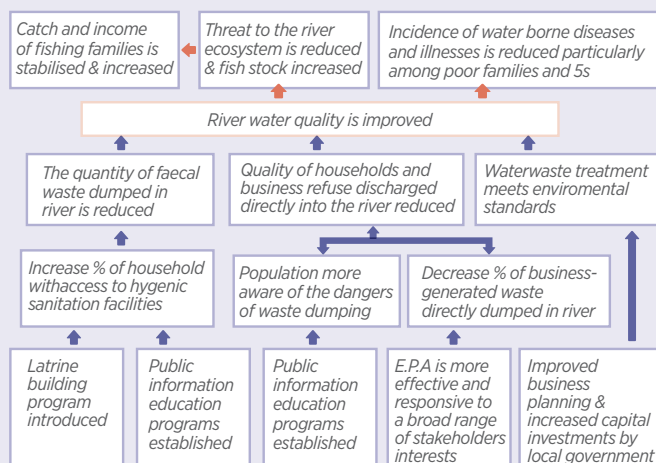 Catch and income
of fishing families is
stabilised & increased
Threat to the river
ecosystem is reduced
& fish stock increased
Incidence of water borne diseases
and illnesses is reduced particularly
among poor families and 5s
River water quality is improved
The quantity of faecal
waste dumped in
river is reduced
Quality of households and
business refuse discharged
directly into the river reduced
Waterwaste treatment
meets enviromental
standards
Increase % of household
withaccess to hygenic
sanitation facilities
Population more
aware of the dangers
of waste dumping
Decrease % of business-
generated waste
directly dumped in river
Latrine
building
program
introduced
Public
information
education
programs
established
Public
information
education
programs
established
E.P.A is more
effective and
responsive to
a broad range
of stakeholders
interests
Improved
business
planning &
increased capital
investments by
local government